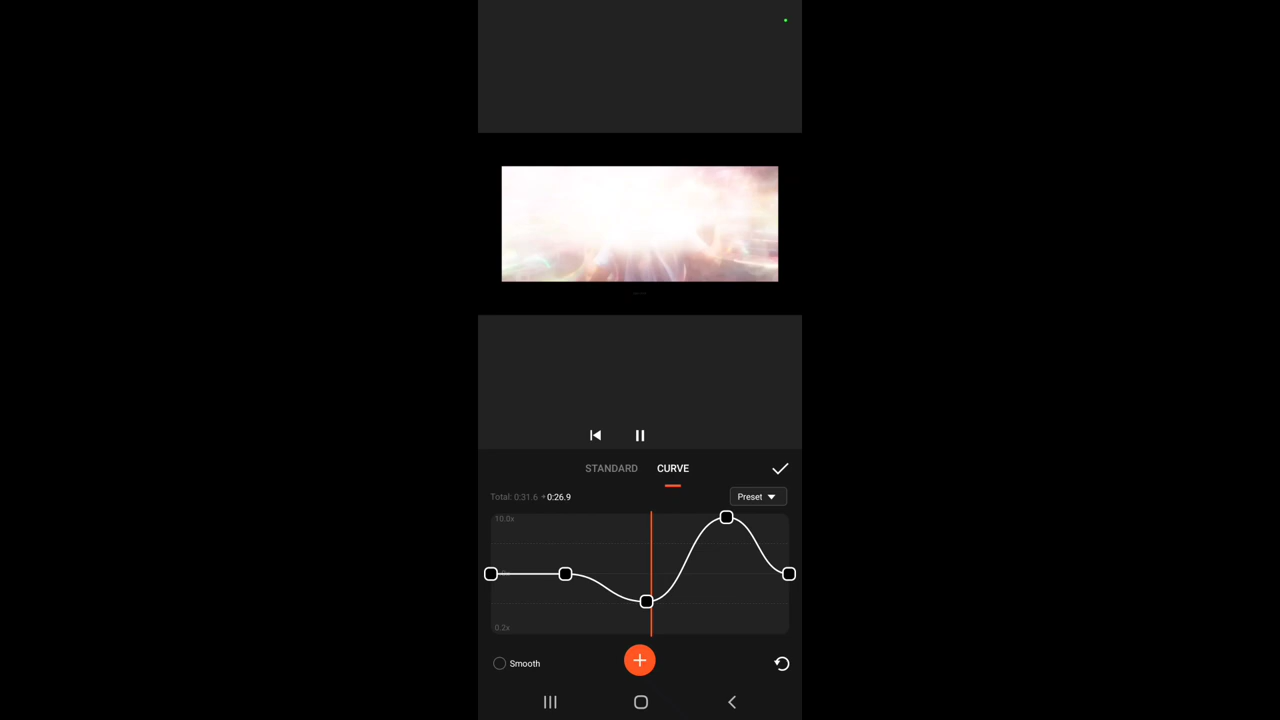 STANDARD CURVE
Total: 0:31.6 0:26.9
Preset
10.0x
0.2x
Smooth